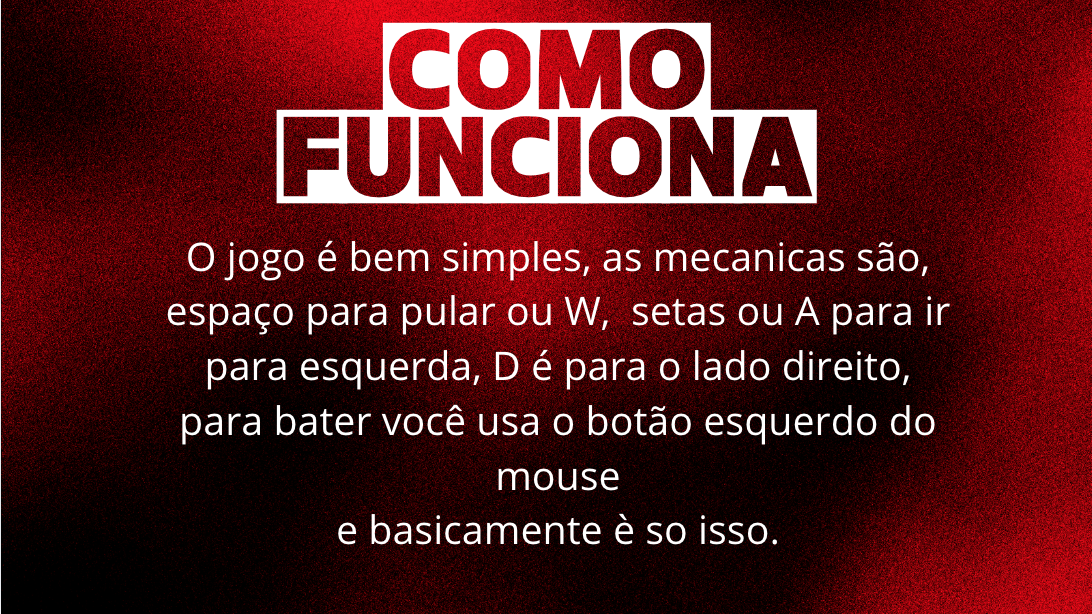 COMO
FUNCIONA
O jogo é bem simples, as mecanicas são,
espaço para pular ou W,  setas ou A para ir
para esquerda, D é para o lado direito,
para bater você usa o botão esquerdo do
mouse
e basicamente è so isso.